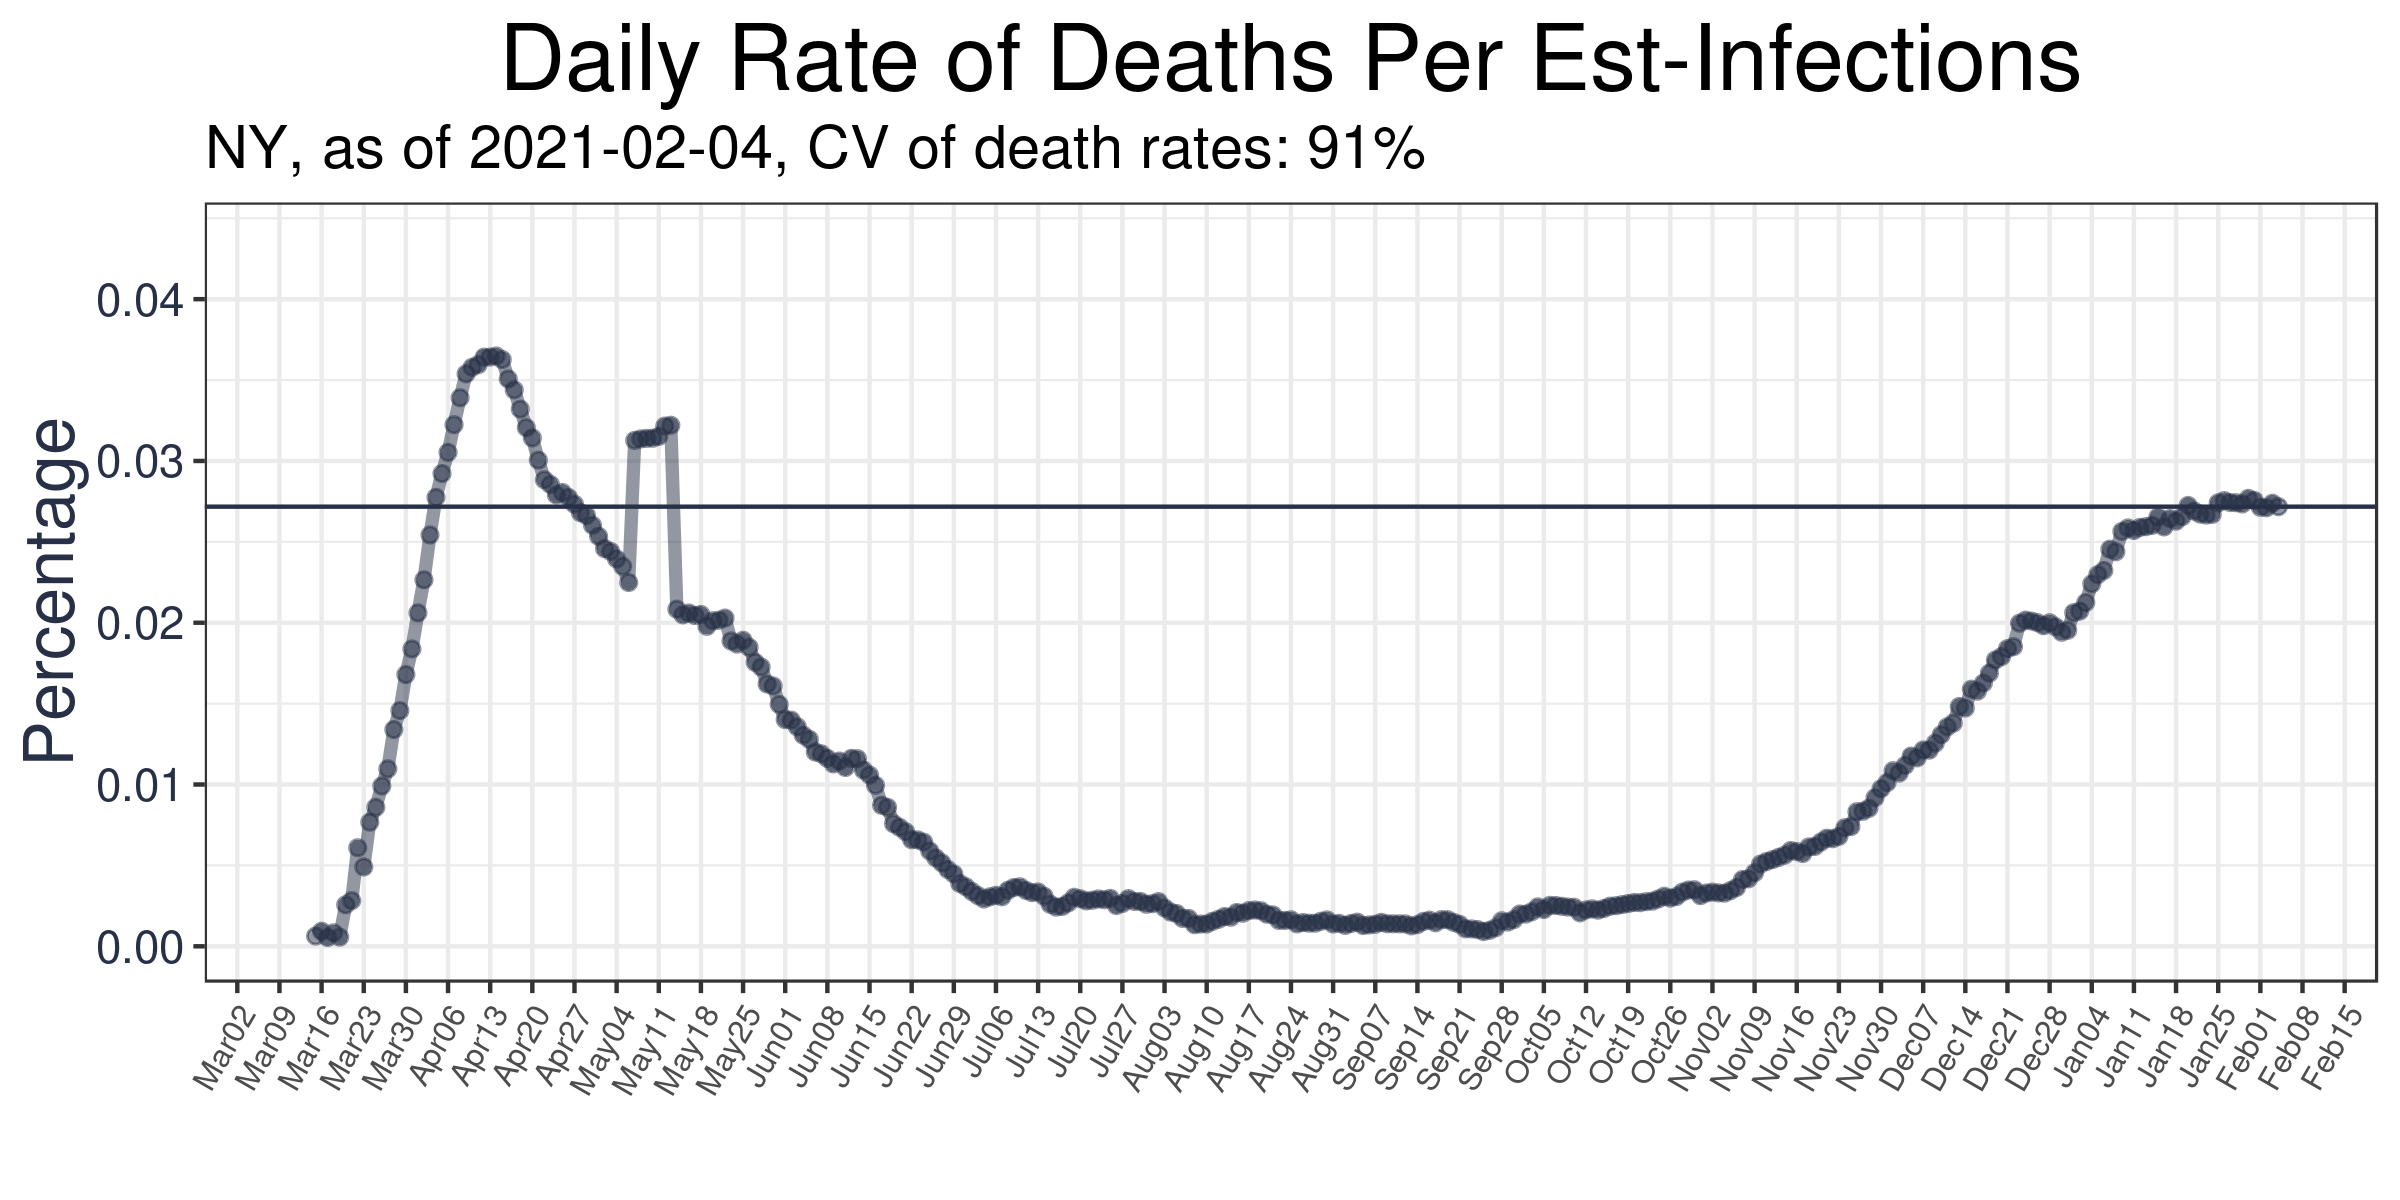 Daily Rate of Deaths Per Est-Infections
NY, as of 2021-02-04, CV of death rates: 91%
Percentage
0.04
0.03
0.02
0.01
0.00
Mar02
Mar09
Mar16
Mar23
Mar30
Apr06
Apr13
Apr20
Apr27
May04
May11
May18
May25
Jun01
Jun08
Jun15
Jun22
Jun29
Jul06
Jul13
Jul20
Jul27
Aug03
Aug10
Aug17
Aug24
Aug31
Sep07
Sep14
Sep21
Sep28
Oct05
Oct12
Oct19
Oct26
Nov02
Nov09
Nov16
Nov23
Nov30
Dec07
Dec14
Dec21
Dec28
Jan04
Jan11
Jan18
Jan25
Feb01
Feb08
Feb15